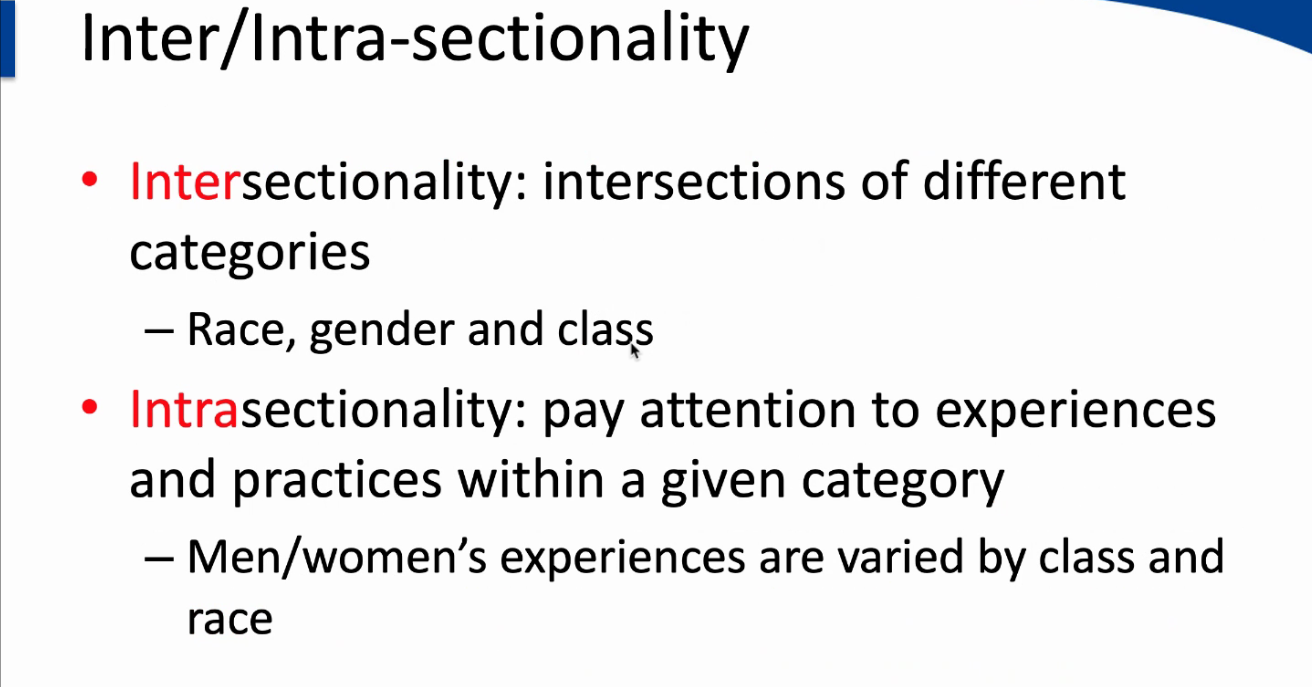 Inter/Intra-sectionality
• Intersectionality: intersections of different
categories
– Race, gender and class
• Intrasectionality: pay attention to experiences
and practices within a given category
– Men/women’s experiences are varied by class and
race